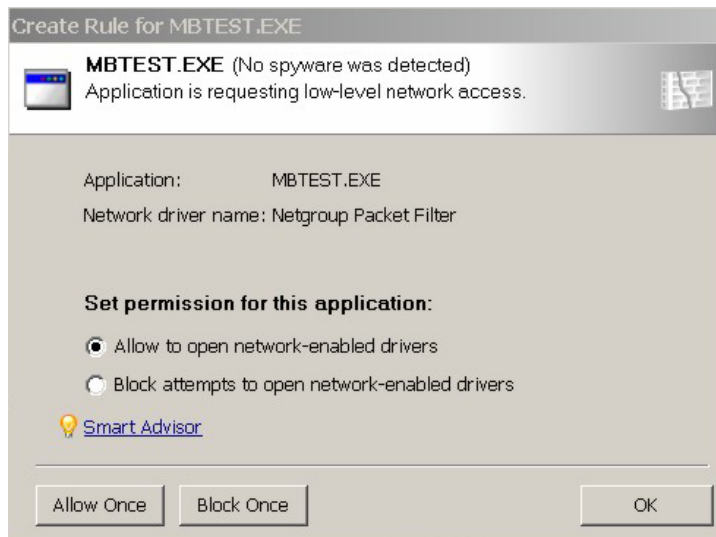 Create Rule for MBTEST.EXE
MBTEST.EXE (No spyware was detected)
Application is requesting low-level network access.
Application: MBTEST.EXE
Network driver name: Netgroup Packet Filter
Set permission for this application:
Allow to open network-enabled drivers
Block attempts to open network-enabled drivers
Smart Advisor
Allow Once Block Once OK